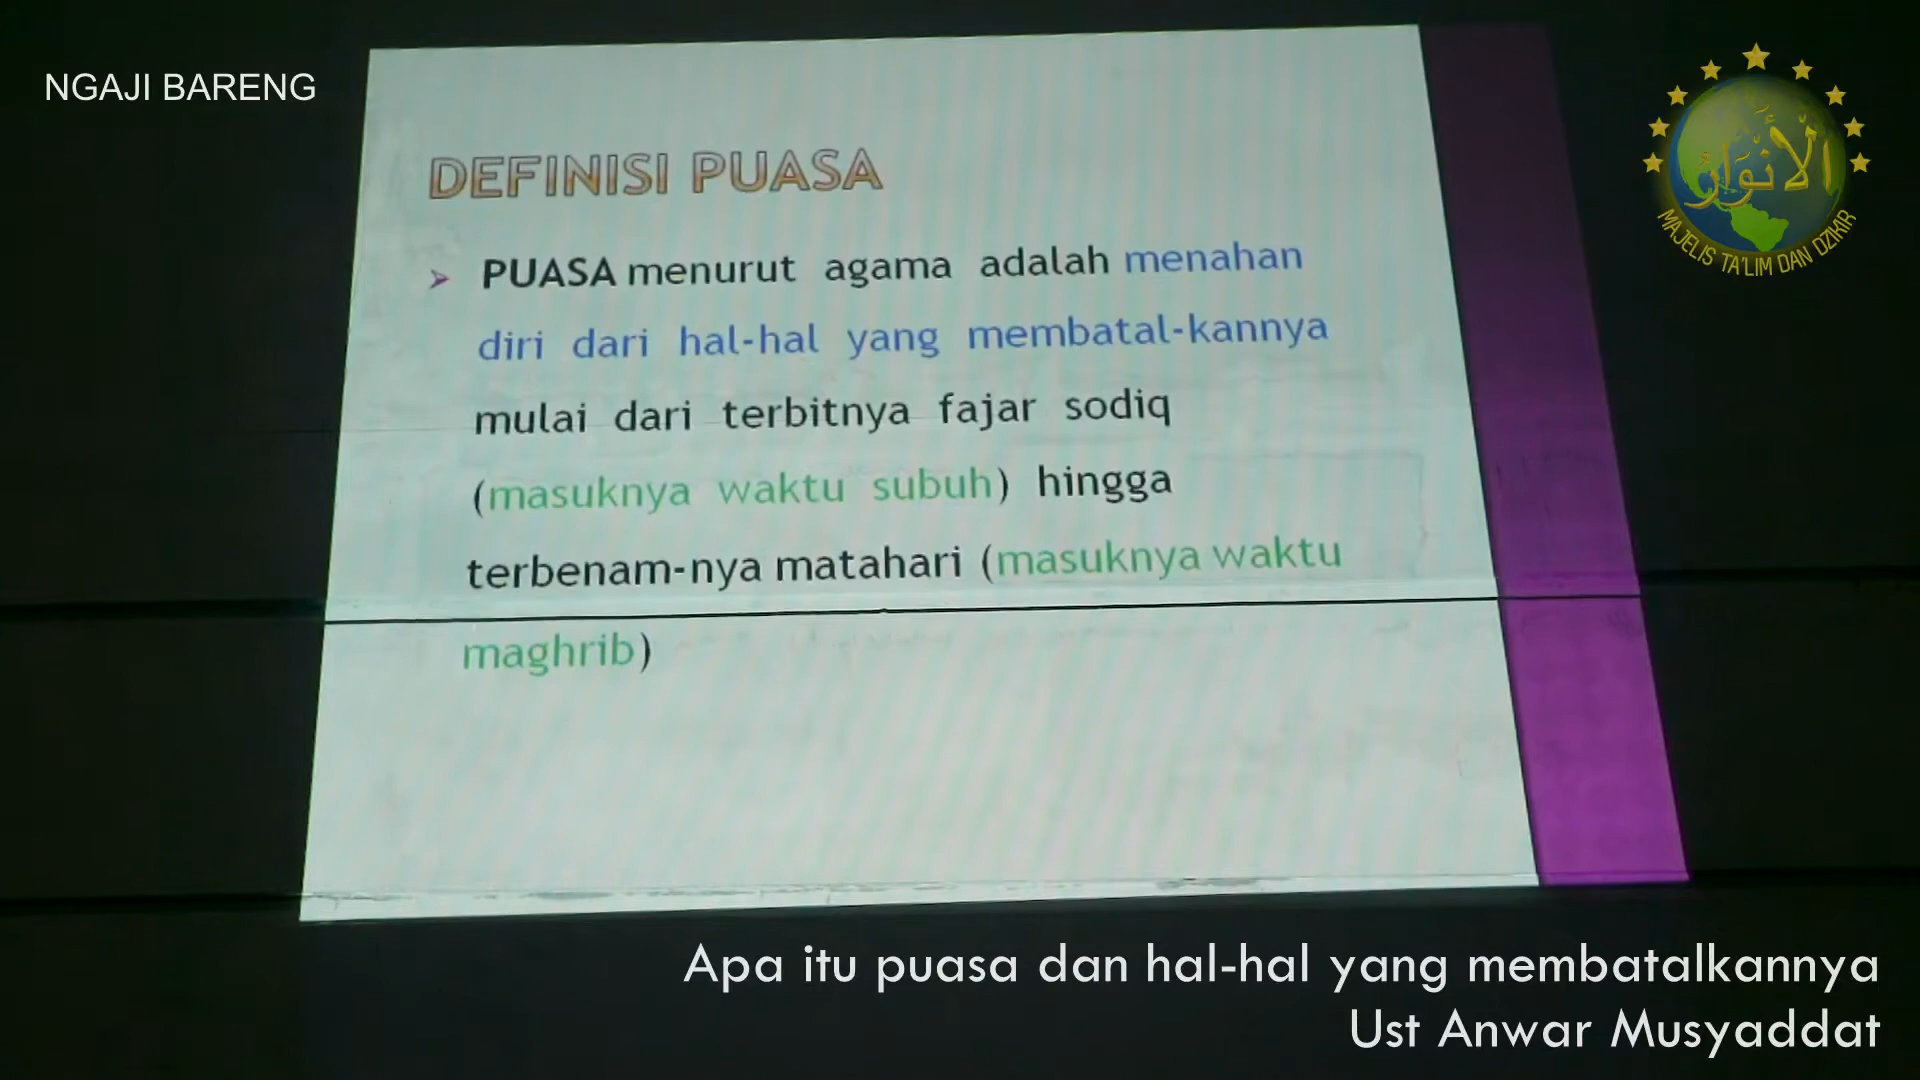 NGAJI BARENG
DEFINISI PUASA
➢ PUASA menurut agama adalah menahan
diri dari hal-hal yang membatal-kannya
mulai dari terbitnya fajar sodiq
(masuknya waktu subuh) hingga
terbenam-nya matahari (masuknya waktu
maghrib)
الْأَنْوَارُ
MAJELIS TA'LIM DAN DZIKIR
Apa itu puasa dan hal-hal yang membatalkannya
Ust Anwar Musyaddat